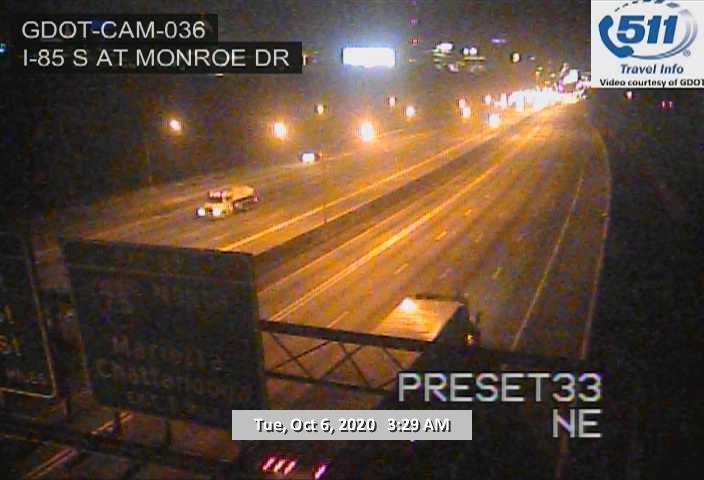 GDOT-CAM-036
I-85 S AT MONROE DR
511
Travel Info
Video courtesy of GDOT
Marietta
Chattanooga
MILES
PRESET33
NE
Tue, Oct 6, 2020 3:29 AM